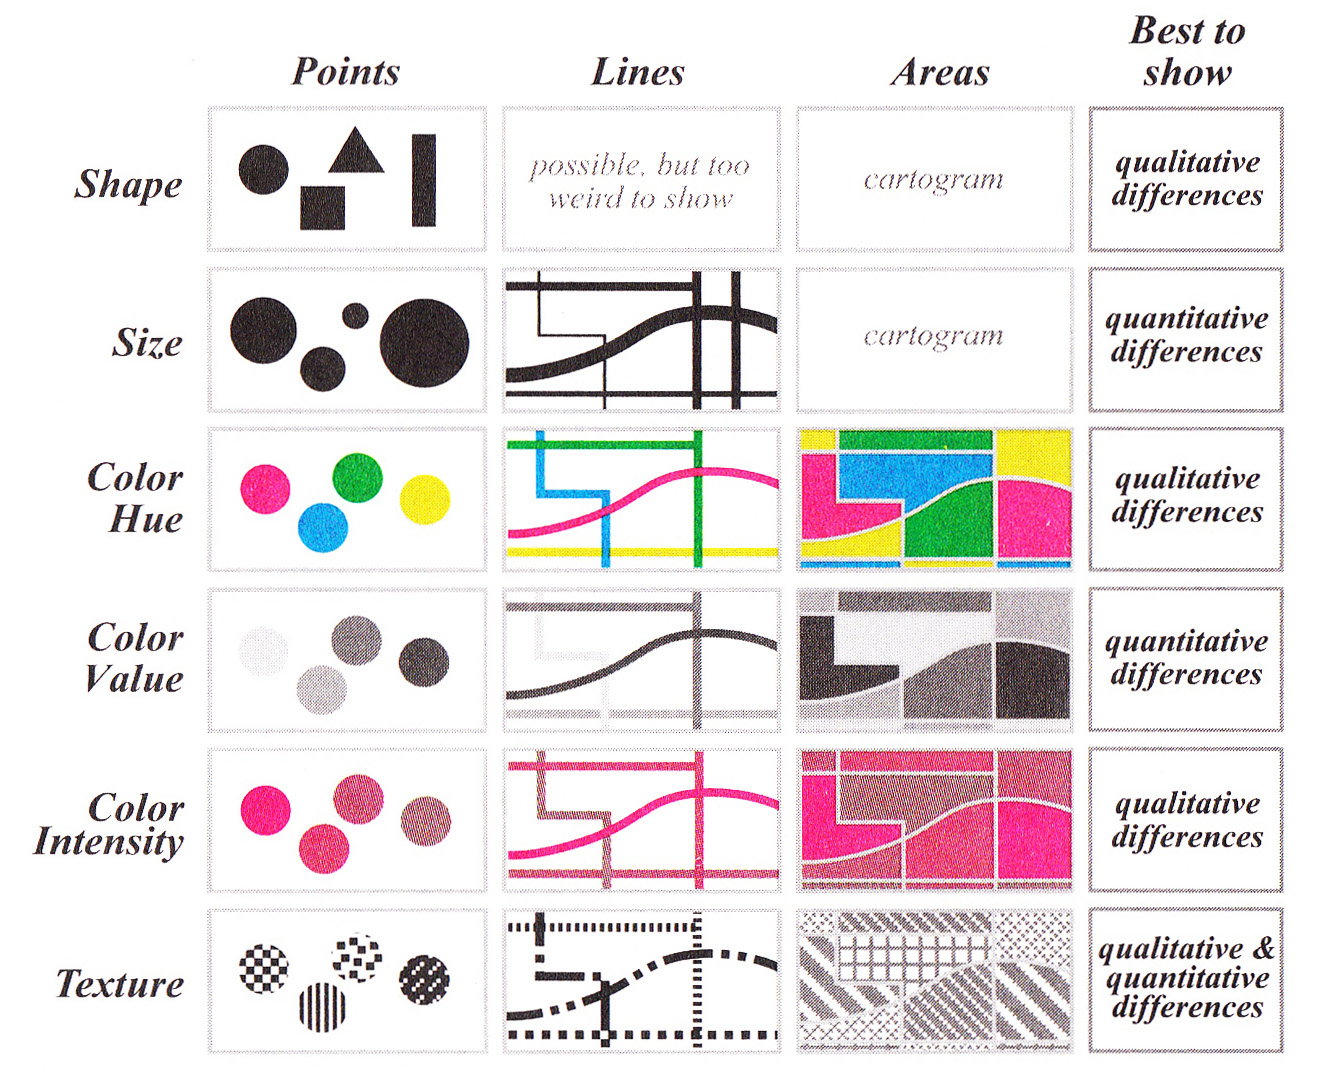 Points
Lines
Areas
Best to
show
Shape
possible, but too
weird to show
cartogram
qualitative
differences
Size
cartogram
quantitative
differences
Color
Hue
qualitative
differences
Color
Value
quantitative
differences
Color
Intensity
qualitative
differences
Texture
qualitative &
quantitative
differences